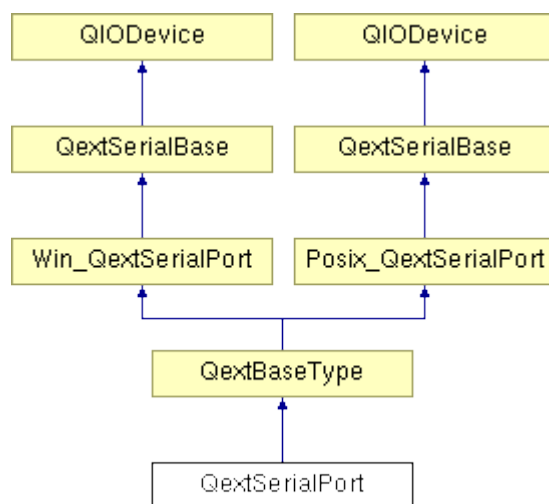 QIODevice
QIODevice
QextSerialBase
QextSerialBase
Win_QextSerialPort
Posix_QextSerialPort
QextBaseType
QextSerialPort